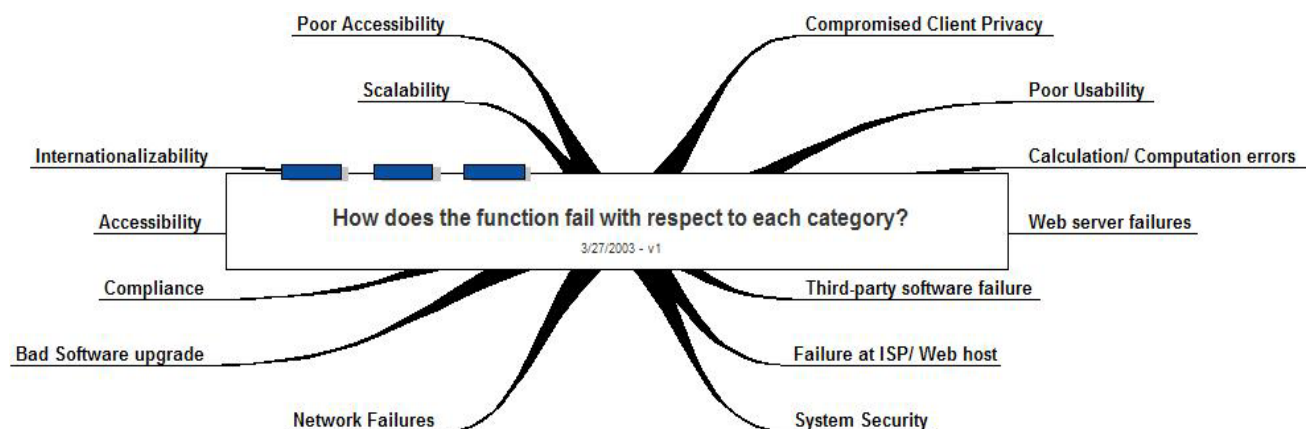 Poor Accessibility
Compromised Client Privacy
Scalability
Poor Usability
Internationalizability
Calculation/ Computation errors
How does the function fail with respect to each category?
3/27/2003 - v1
Accessibility
Web server failures
Compliance
Third-party software failure
Bad Software upgrade
Failure at ISP/ Web host
Network Failures
System Security